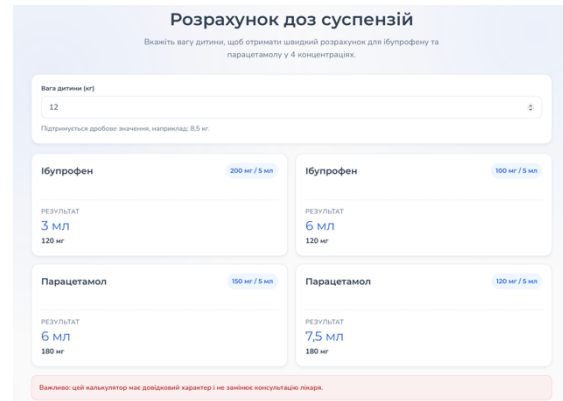 Розрахунок доз суспензій
Вкажіть вагу дитини, щоб отримати швидкий розрахунок для ібупрофену та
парацетамолу у 4 концентраціях.
Вага дитини (кг)
12
Підтримується дробове значення, наприклад: 8,5 кг.
Ібупрофен
200 мг / 5 мл
РЕЗУЛЬТАТ
3 мл
120 мг
Ібупрофен
100 мг / 5 мл
РЕЗУЛЬТАТ
6 мл
120 мг
Парацетамол
150 мг / 5 мл
РЕЗУЛЬТАТ
6 мл
180 мг
Парацетамол
120 мг / 5 мл
РЕЗУЛЬТАТ
7,5 мл
180 мг
Важливо: цей калькулятор має довідковий характер і не замінює консультацію лікаря.